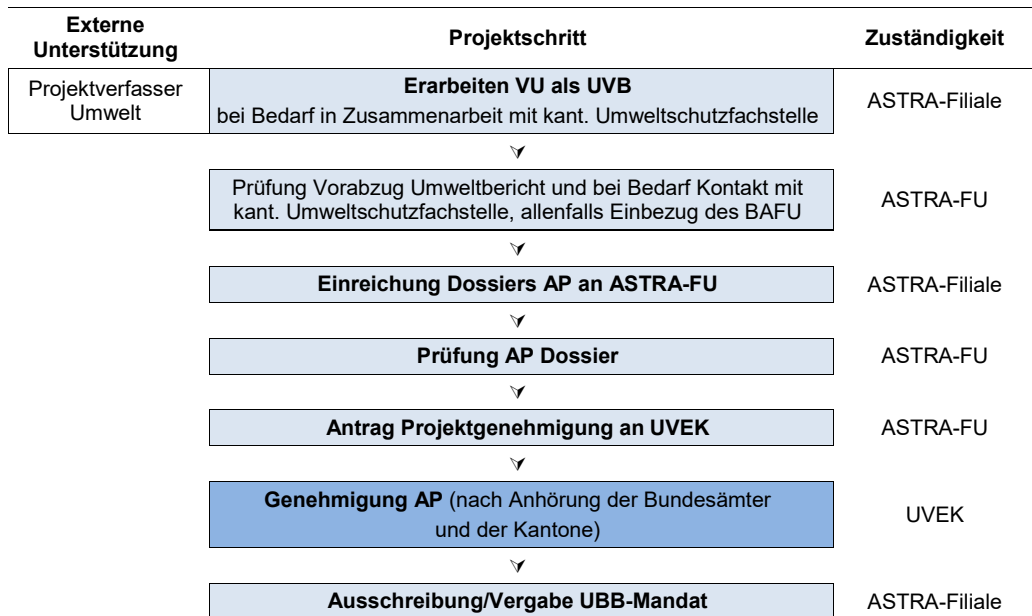 Externe
Unterstützung
Projektschritt
Zuständigkeit
Projektverfasser
Umwelt
Erarbeiten VU als UVB
bei Bedarf in Zusammenarbeit mit kant. Umweltschutzfachstelle
ASTRA-Filiale
Prüfung Vorabzug Umweltbericht und bei Bedarf Kontakt mit
kant. Umweltschutzfachstelle, allenfalls Einbezug des BAFU
ASTRA-FU
Einreichung Dossiers AP an ASTRA-FU
ASTRA-Filiale
Prüfung AP Dossier
ASTRA-FU
Antrag Projektgenehmigung an UVEK
ASTRA-FU
Genehmigung AP (nach Anhörung der Bundesämter
und der Kantone)
UVEK
Ausschreibung/Vergabe UBB-Mandat
ASTRA-Filiale